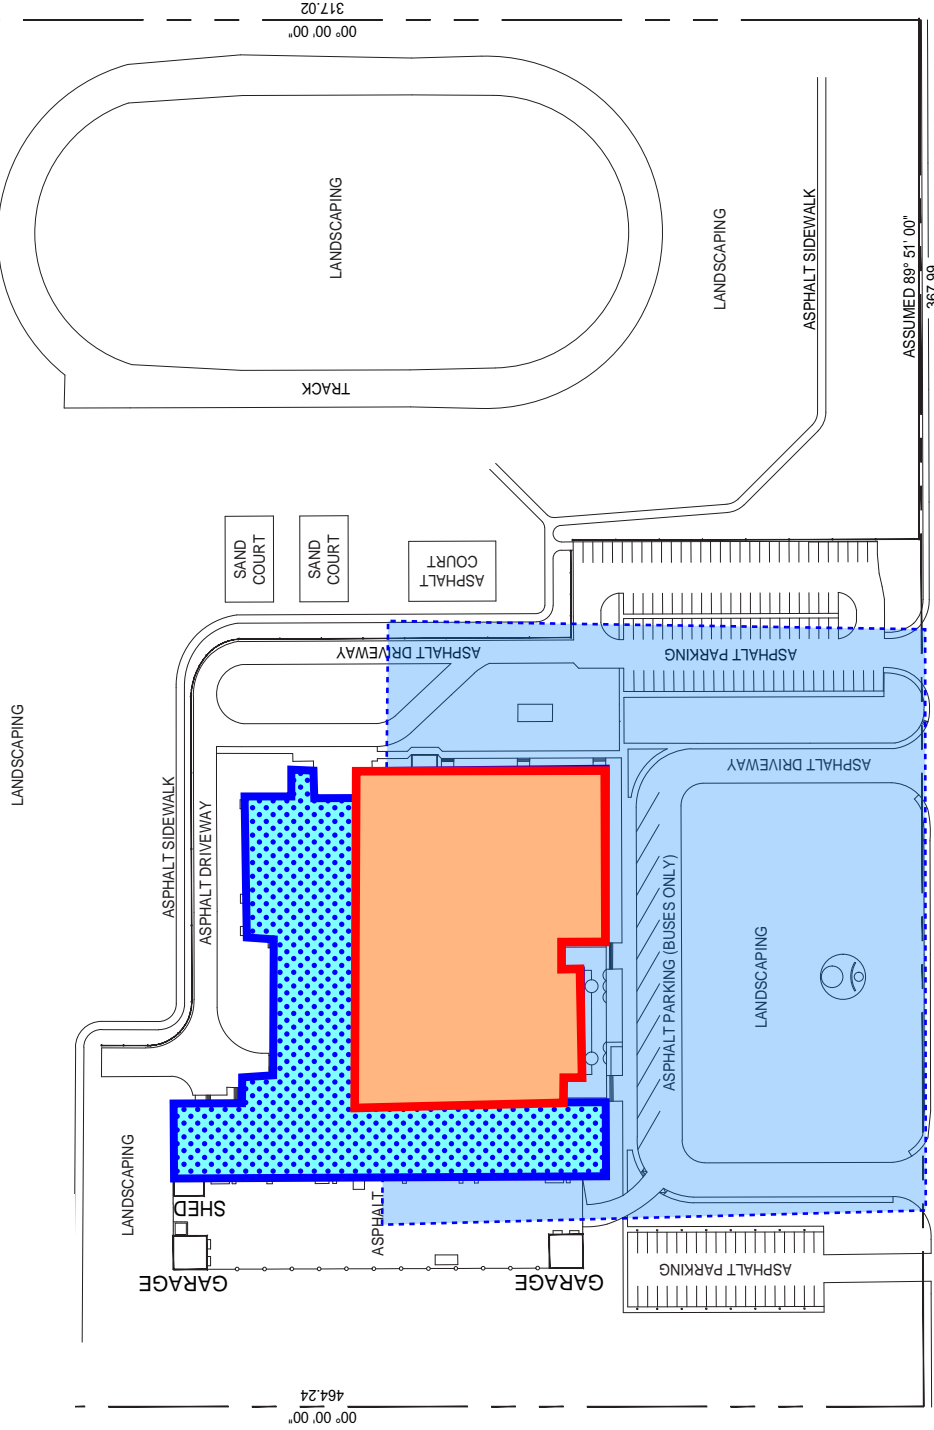 317.02
00° 00' 00"
LANDSCAPING
LANDSCAPING
ASPHALT SIDEWALK
ASSUMED 89° 51' 00"
367.99
TRACK
SAND
COURT
SAND
COURT
ASPHALT
COURT
ASPHALT DRIVEWAY
ASPHALT PARKING
LANDSCAPING
ASPHALT DRIVEWAY
ASPHALT SIDEWALK
ASPHALT DRIVEWAY
ASPHALT PARKING (BUSES ONLY)
LANDSCAPING
LANDSCAPING
SHED
ASPHALT
GARAGE
GARAGE
ASPHALT PARKING
464.24
00° 00' 00"